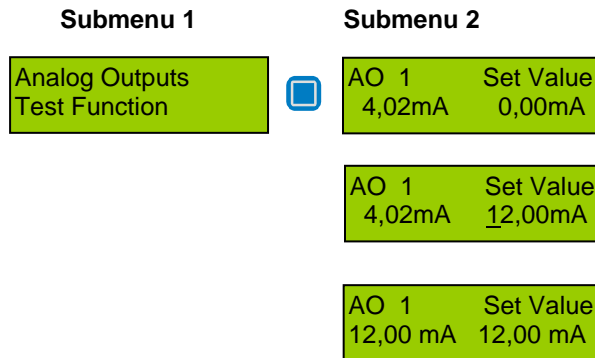 Submenu 1 Submenu 2
Analog Outputs
Test Function
AO 1 Set Value
4,02mA 0,00mA
AO 1 Set Value
4,02mA 12,00mA
AO 1 Set Value
12,00 mA 12,00 mA